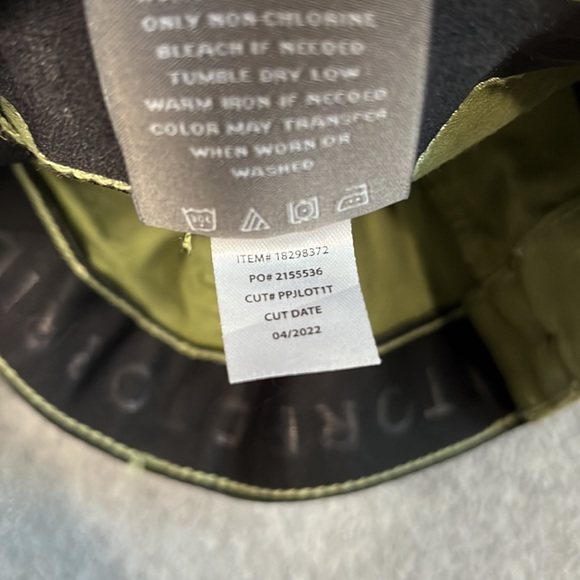 ONLY NON-CHLORINE
BLEACH IF NEEDED
TUMBLE DRY LOW
WARM IRON IF NEEDED
COLOR MAY TRANSFER
WHEN WORN OR
WASHED
ITEM# 18298372
PO# 2155536
CUT# PPJLOT1T
CUT DATE
04/2022